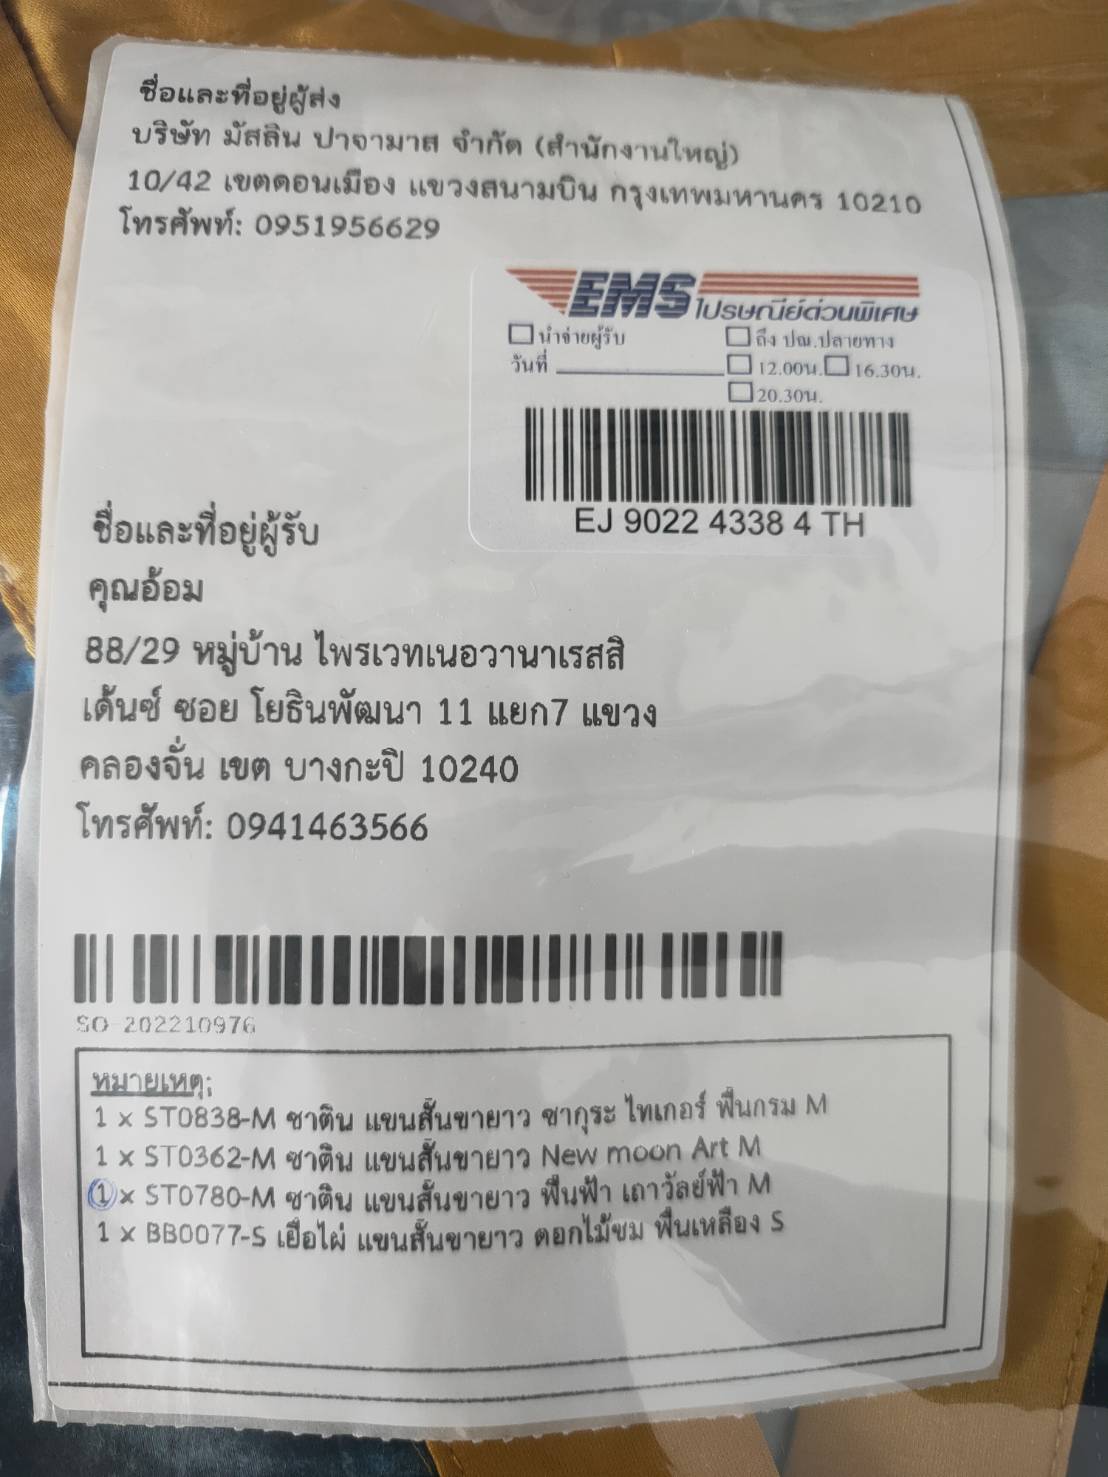 ชื่อและที่อยู่ผู้ส่ง
บริษัท มัสลิน ปาจามาส จำกัด (สำนักงานใหญ่)
10/42 เขตดอนเมือง แขวงสนามบิน กรุงเทพมหานคร 10210
โทรศัพท์: 0951956629
EMS ไปรษณีย์ด่วนพิเศษ
นำจ่ายผู้รับ ถึง ปณ.ปลายทาง
วันที่ 12.00น. 16.30น.
20.30น.
EJ 9022 4338 4 TH
ชื่อและที่อยู่ผู้รับ
คุณอ้อม
88/29 หมู่บ้าน ไพรเวทเนอวานาเรสสิ
เด้นซ์ ซอย โยธินพัฒนา 11 แยก7 แขวง
คลองจั่น เขต บางกะปิ 10240
โทรศัพท์: 0941463566
SO-202210976
หมายเหตุ:
1 x ST0838-M ซาติน แขนสั้นขายาว ซากุระ ไทเกอร์ พื้นกรม M
1 x ST0362-M ซาติน แขนสั้นขายาว New moon Art M
1 x ST0780-M ซาติน แขนสั้นขายาว พื้นฟ้า เถาวัลย์ฟ้า M
1 x BB0077-S เยื่อไผ่ แขนสั้นขายาว ดอกไม้ชม พื้นเหลือง S